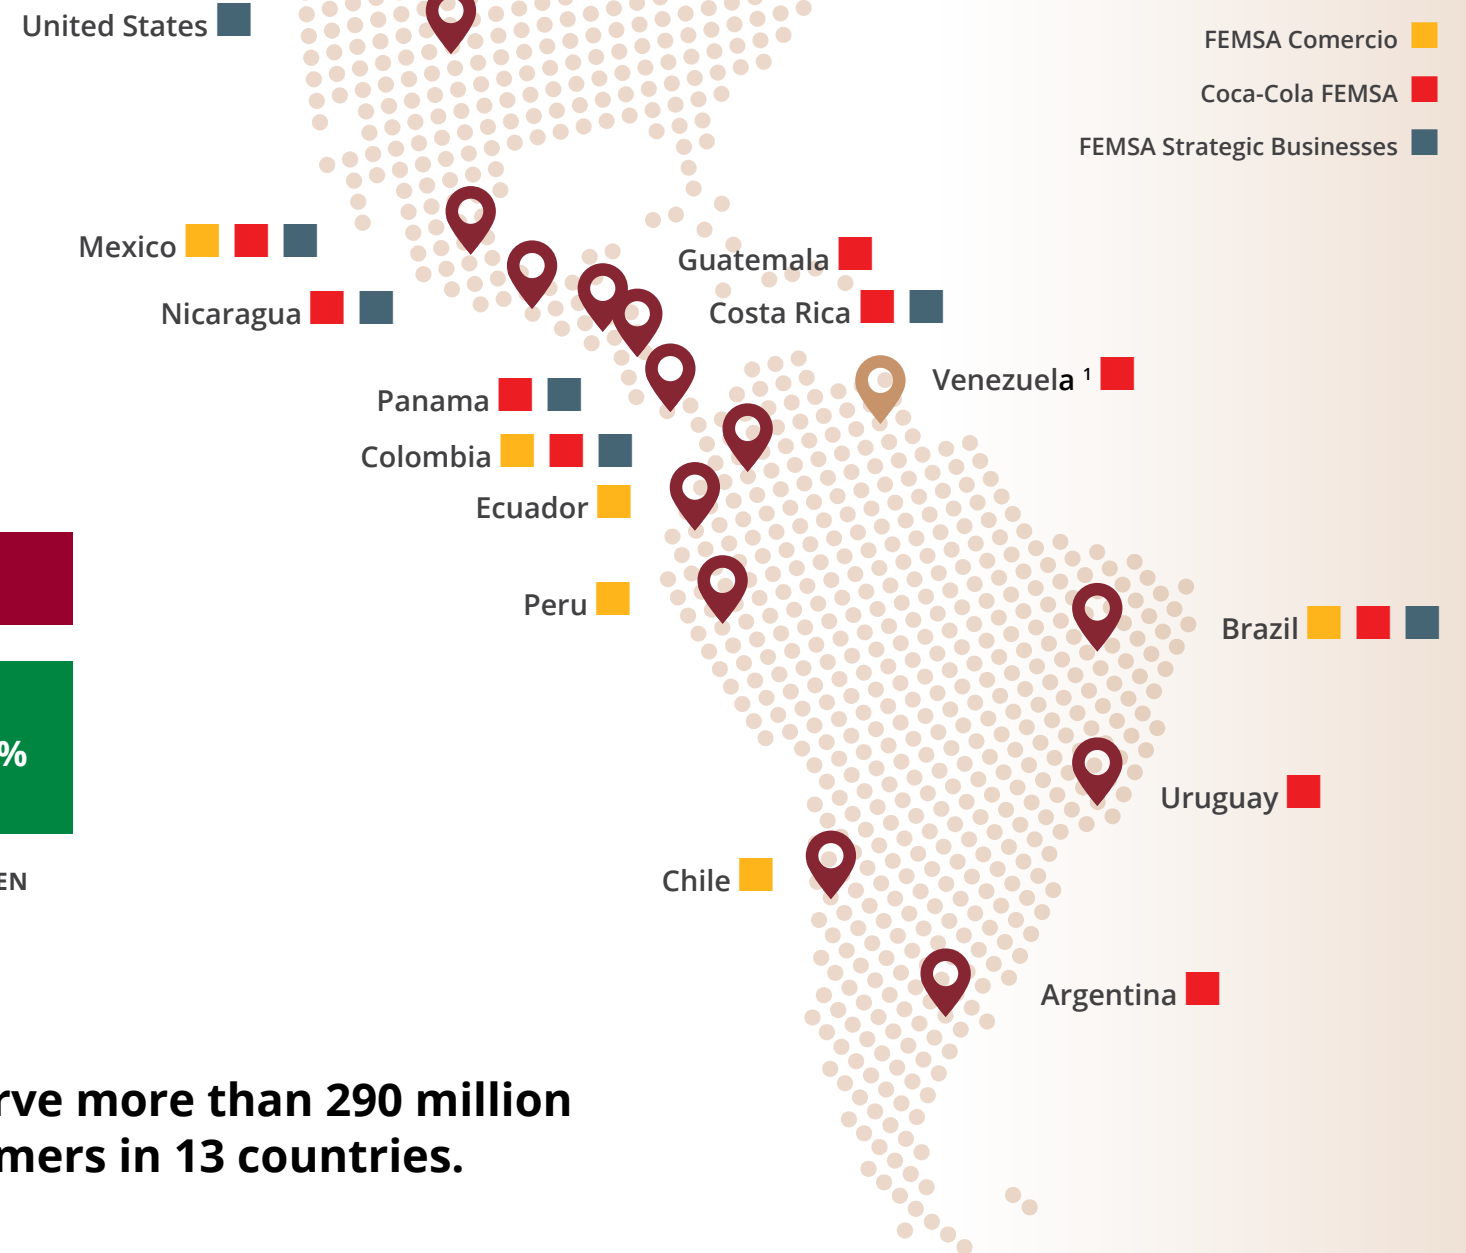 United States
FEMSA Comercio
Coca-Cola FEMSA
FEMSA Strategic Businesses
Mexico
Guatemala
Nicaragua
Costa Rica
Venezuela ¹
Panama
Colombia
Ecuador
Peru
Brazil
%
Uruguay
Chile
EN
Argentina
rve more than 290 million
mers in 13 countries.